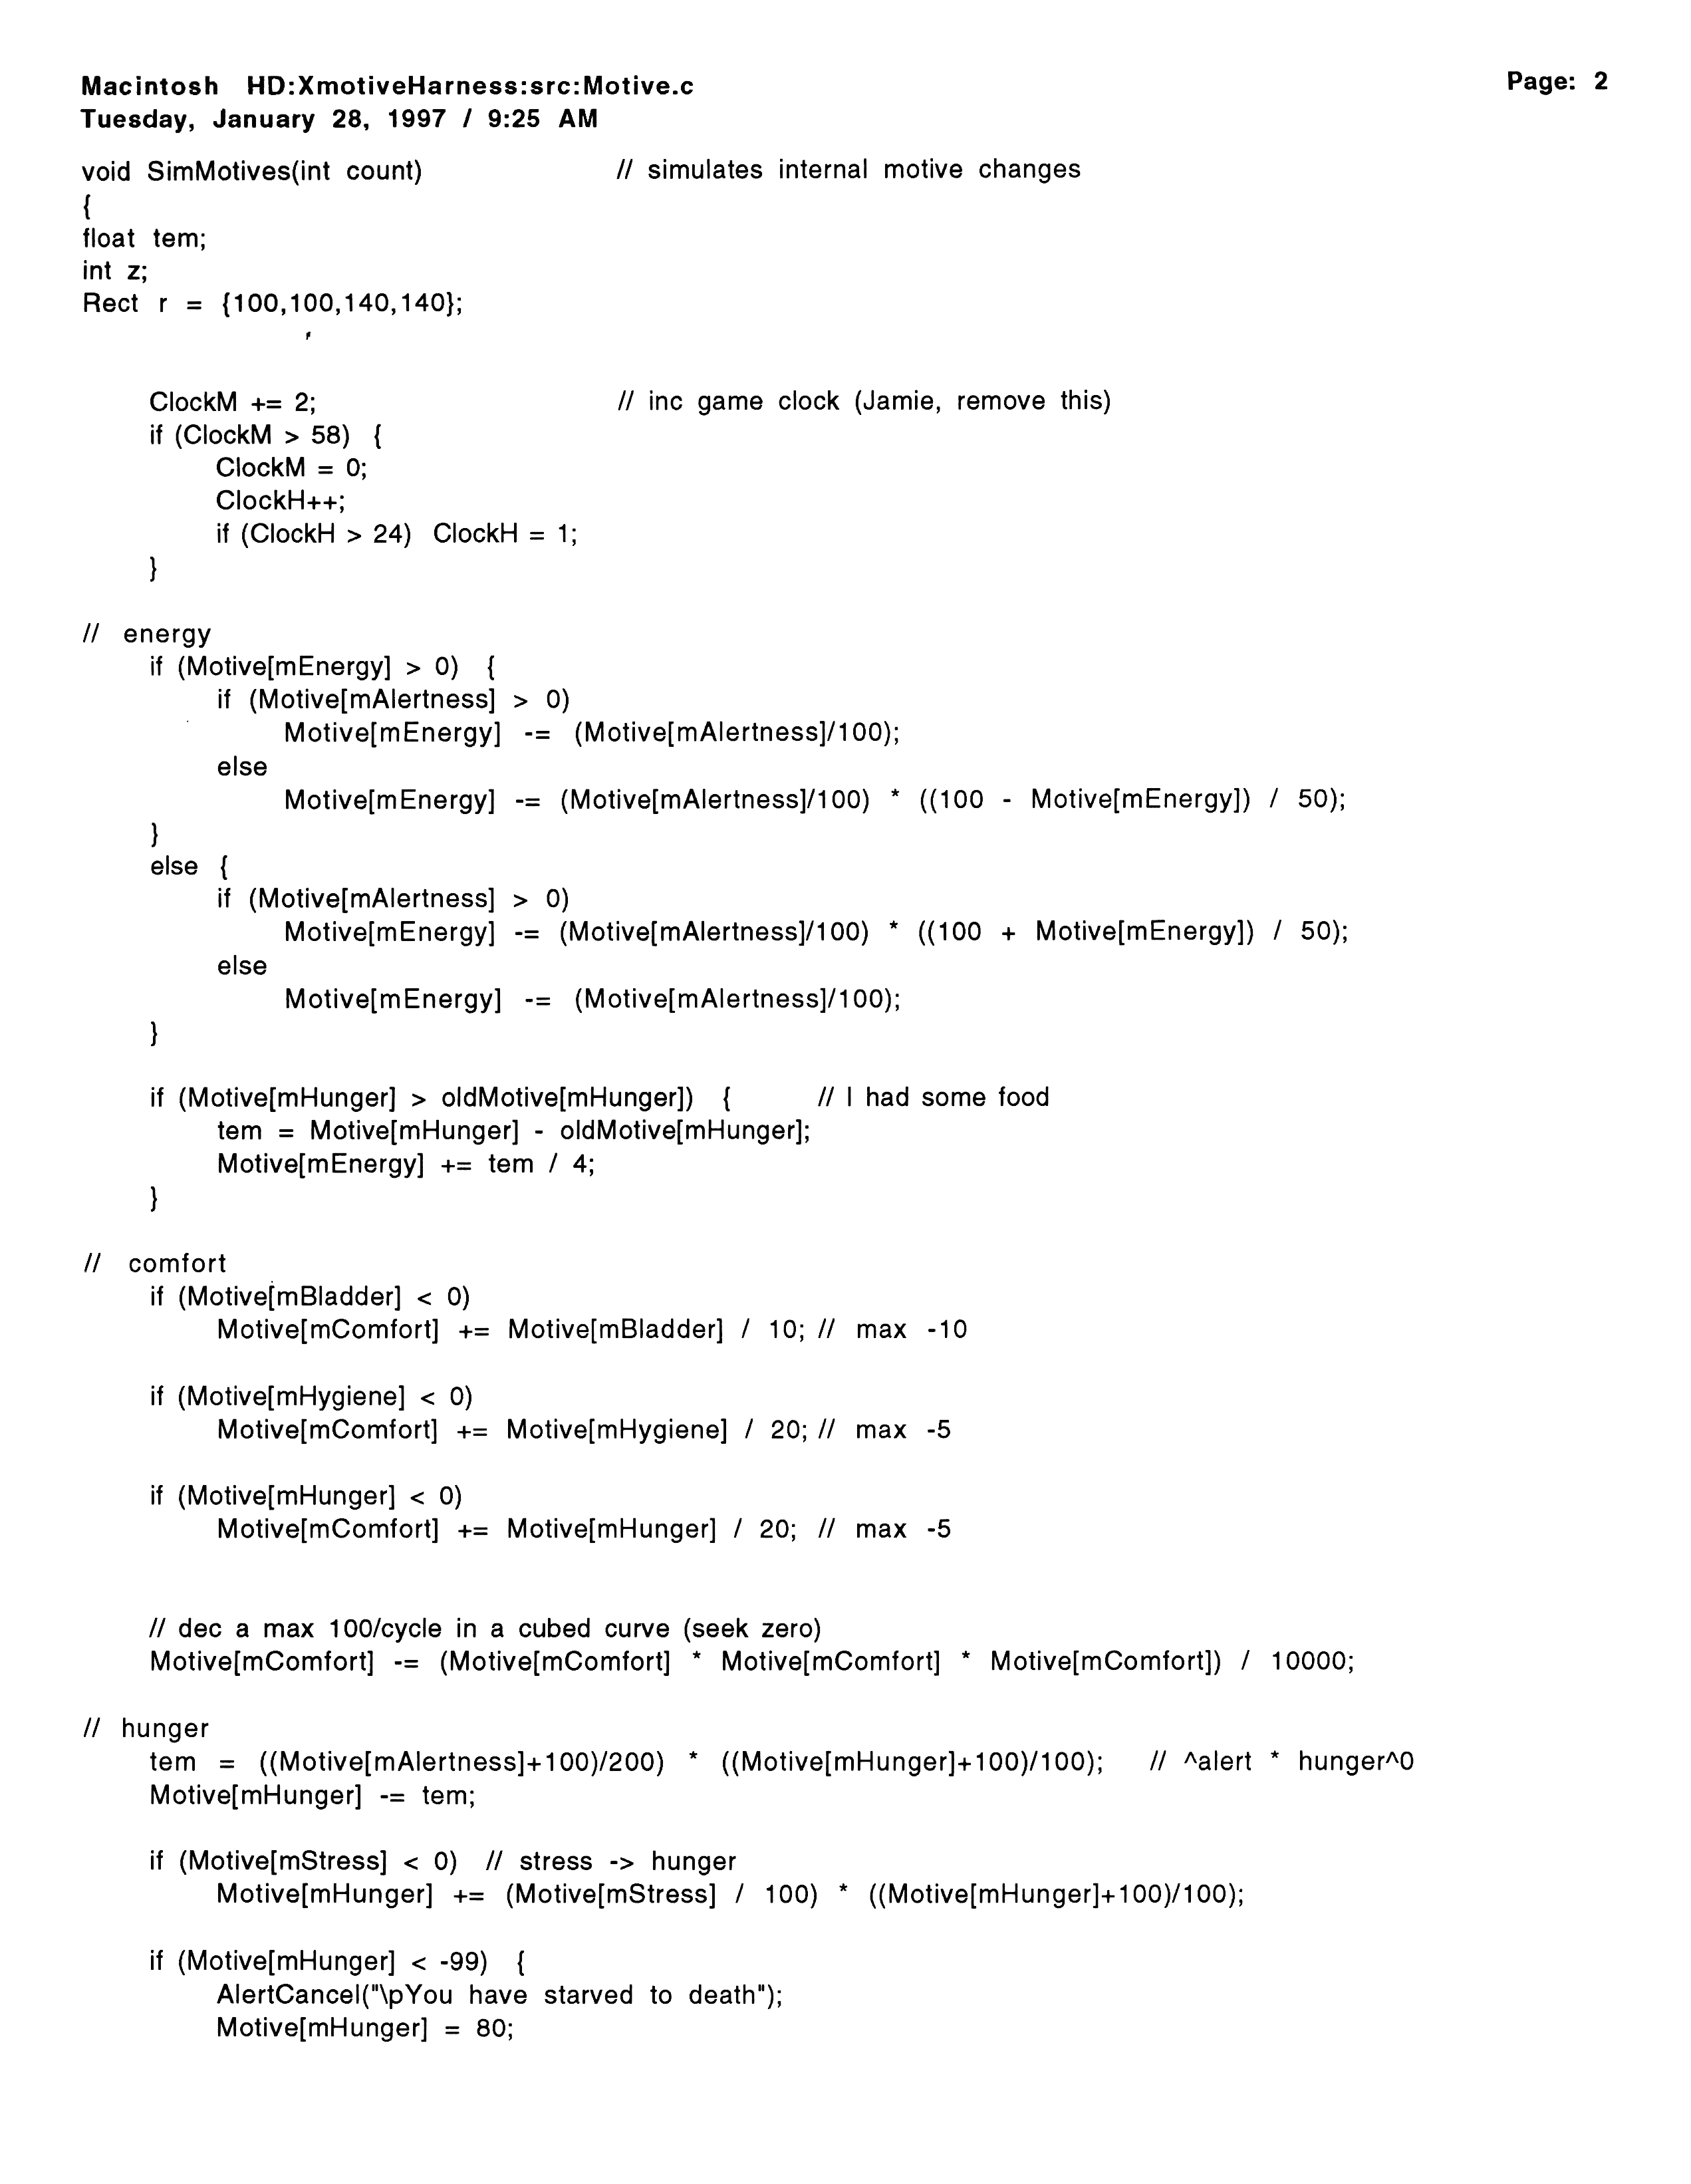 Macintosh HD:XmotiveHarness:src:Motive.c Page: 2
Tuesday, January 28, 1997 / 9:25 AM
void SimMotives(int count) // simulates internal motive changes
{
float tem;
int z;
Rect r = {100,100,140,140};
ClockM += 2; // inc game clock (Jamie, remove this)
if (ClockM > 58) {
ClockM = 0;
ClockH++;
if (ClockH > 24) ClockH = 1;
}
// energy
if (Motive[mEnergy] > 0) {
if (Motive[mAlertness] > 0)
Motive[mEnergy] -= (Motive[mAlertness]/100);
else
Motive[mEnergy] -= (Motive[mAlertness]/100) * ((100 - Motive[mEnergy]) / 50);
}
else {
if (Motive[mAlertness] > 0)
Motive[mEnergy] -= (Motive[mAlertness]/100) * ((100 + Motive[mEnergy]) / 50);
else
Motive[mEnergy] -= (Motive[mAlertness]/100);
}
if (Motive[mHunger] > oldMotive[mHunger]) { // I had some food
tem = Motive[mHunger] - oldMotive[mHunger];
Motive[mEnergy] += tem / 4;
}
// comfort
if (Motive[mBladder] < 0)
Motive[mComfort] += Motive[mBladder] / 10; // max -10
if (Motive[mHygiene] < 0)
Motive[mComfort] += Motive[mHygiene] / 20; // max -5
if (Motive[mHunger] < 0)
Motive[mComfort] += Motive[mHunger] / 20; // max -5
// dec a max 100/cycle in a cubed curve (seek zero)
Motive[mComfort] -= (Motive[mComfort] * Motive[mComfort] * Motive[mComfort]) / 10000;
// hunger
tem = ((Motive[mAlertness]+100)/200) * ((Motive[mHunger]+100)/100); // ^alert * hunger^0
Motive[mHunger] -= tem;
if (Motive[mStress] < 0) // stress -> hunger
Motive[mHunger] += (Motive[mStress] / 100) * ((Motive[mHunger]+100)/100);
if (Motive[mHunger] < -99) {
AlertCancel("\pYou have starved to death");
Motive[mHunger] = 80;